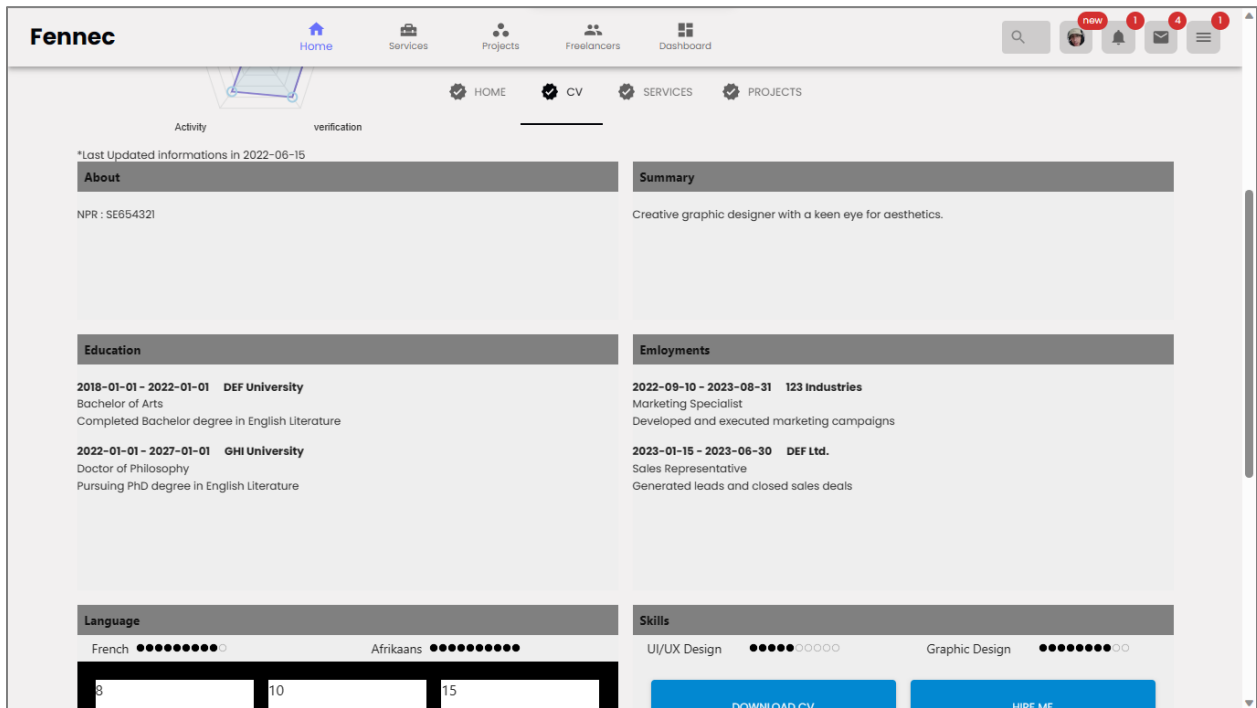 Fennec
Home
Services
Projects
Freelancers
Dashboard
new
1
4
1
HOME
CV
SERVICES
PROJECTS
Activity
verification
*Last Updated informations in 2022-06-15
About
Summary
NPR : SE654321
Creative graphic designer with a keen eye for aesthetics.
Education
Emloyments
2018-01-01 - 2022-01-01 DEF University
Bachelor of Arts
Completed Bachelor degree in English Literature
2022-01-01 - 2027-01-01 GHI University
Doctor of Philosophy
Pursuing PhD degree in English Literature
2022-09-10 - 2023-08-31 123 Industries
Marketing Specialist
Developed and executed marketing campaigns
2023-01-15 - 2023-06-30 DEF Ltd.
Sales Representative
Generated leads and closed sales deals
Language
Skills
French
Afrikaans
UI/UX Design
Graphic Design
8
10
15
DOWNLOAD CV
HIRE ME